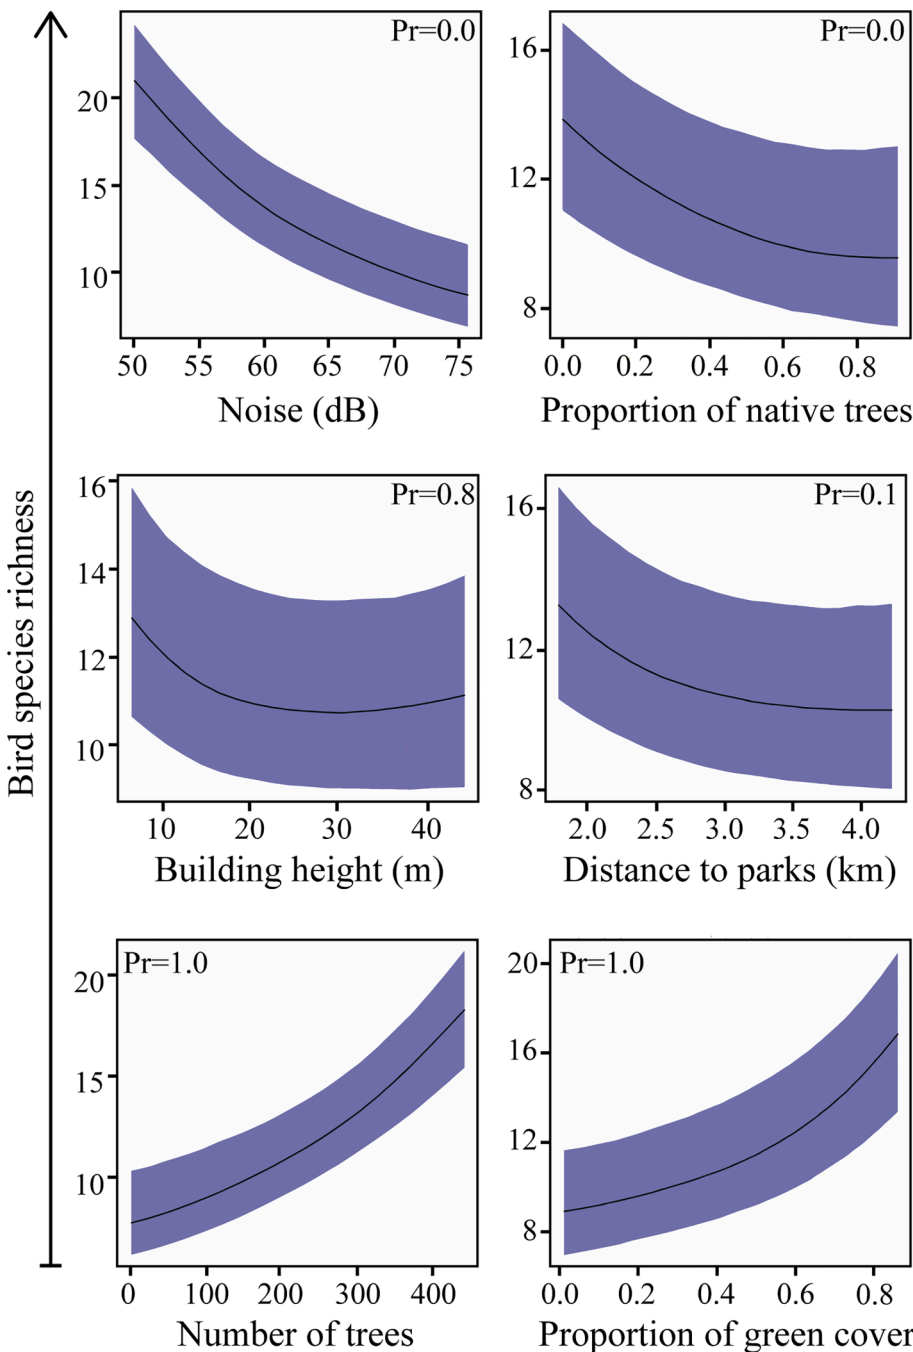 Bird species richness
Pr=0.0
20
15
10
50 55 60 65 70 75
Noise (dB)
Pr=0.0
16
12
8
0.0 0.2 0.4 0.6 0.8
Proportion of native trees
Pr=0.8
16
14
12
10
10 20 30 40
Building height (m)
Pr=0.1
16
12
8
2.0 2.5 3.0 3.5 4.0
Distance to parks (km)
Pr=1.0
20
15
10
0 100 200 300 400
Number of trees
Pr=1.0
20
16
12
8
0.0 0.2 0.4 0.6 0.8
Proportion of green cover